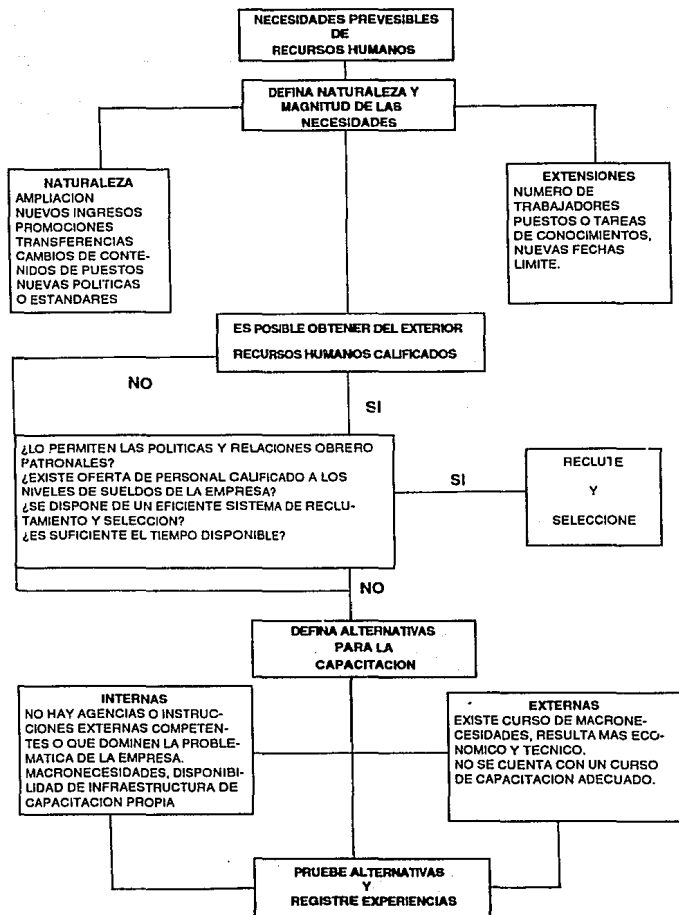 NECESIDADES PREVESIBLES
DE
RECURSOS HUMANOS
DEFINA NATURALEZA Y
MAGNITUD DE LAS
NECESIDADES
NATURALEZA
AMPLIACION
NUEVOS INGRESOS
PROMOCIONES
TRANSFERENCIAS
CAMBIOS DE CONTE-
NIDOS DE PUESTOS
NUEVAS POLITICAS
O ESTANDARES
EXTENSIONES
NUMERO DE
TRABAJADORES
PUESTOS O TAREAS
DE CONOCIMIENTOS,
NUEVAS FECHAS
LIMITE.
ES POSIBLE OBTENER DEL EXTERIOR
RECURSOS HUMANOS CALIFICADOS
NO
SI
¿LO PERMITEN LAS POLITICAS Y RELACIONES OBRERO
PATRONALES?
¿EXISTE OFERTA DE PERSONAL CALIFICADO A LOS
NIVELES DE SUELDOS DE LA EMPRESA?
¿SE DISPONE DE UN EFICIENTE SISTEMA DE RECLU-
TAMIENTO Y SELECCION?
¿ES SUFICIENTE EL TIEMPO DISPONIBLE?
SI
RECLUTE
Y
SELECCIONE
NO
DEFINA ALTERNATIVAS
PARA LA
CAPACITACION
INTERNAS
NO HAY AGENCIAS O INSTRUC-
CIONES EXTERNAS COMPETEN-
TES O QUE DOMINEN LA PROBLE-
MATICA DE LA EMPRESA.
MACRONECESIDADES, DISPONIBI-
LIDAD DE INFRAESTRUCTURA DE
CAPACITACION PROPIA
EXTERNAS
EXISTE CURSO DE MACRONE-
CESIDADES, RESULTA MAS ECO-
NOMICO Y TECNICO.
NO SE CUENTA CON UN CURSO
DE CAPACITACION ADECUADO.
PRUEBE ALTERNATIVAS
Y
REGISTRE EXPERIENCIAS